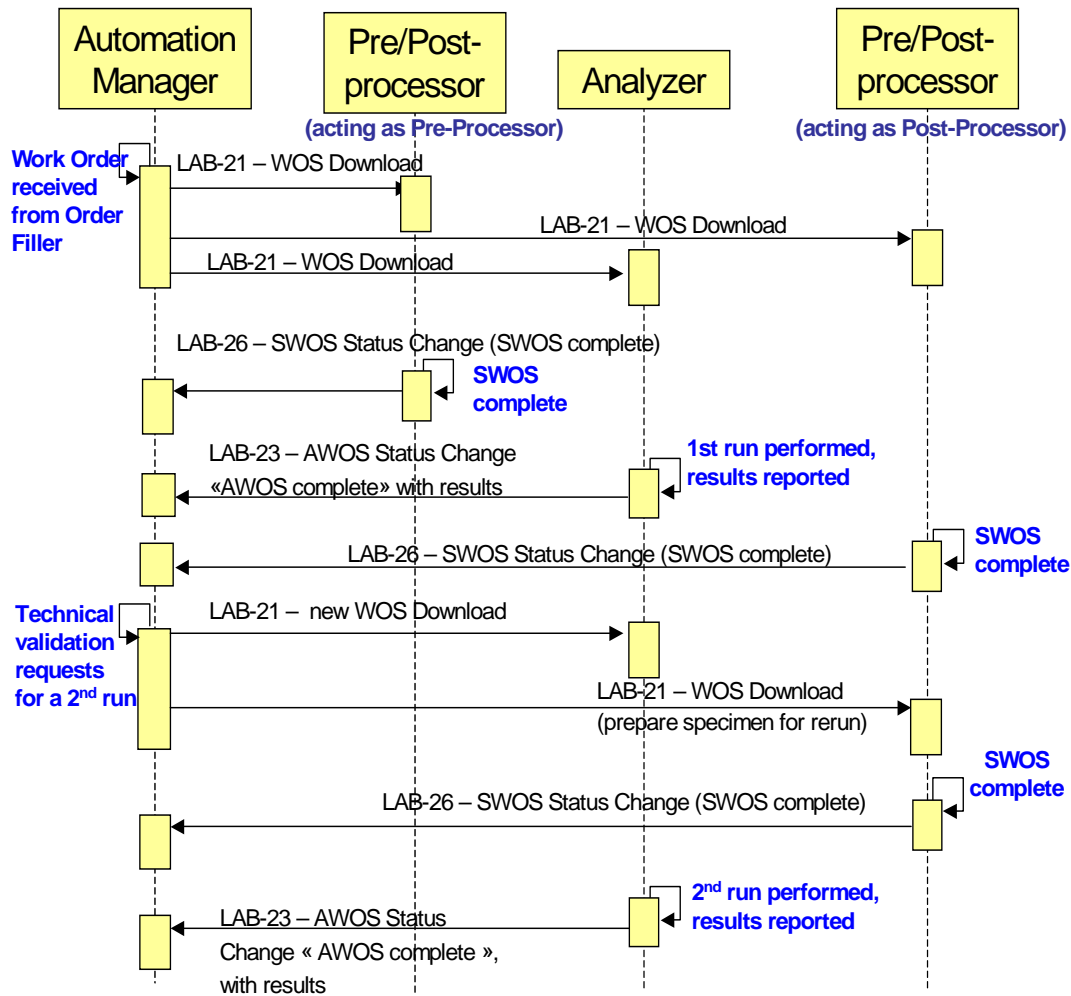 Automation
Manager
Pre/Post-
processor
Analyzer
Pre/Post-
processor
(acting as Pre-Processor)
(acting as Post-Processor)
Work Order
received
from Order
Filler
LAB-21 – WOS Download
LAB-21 – WOS Download
LAB-21 – WOS Download
LAB-26 – SWOS Status Change (SWOS complete)
SWOS
complete
LAB-23 – AWOS Status Change
«AWOS complete» with results
1st run performed,
results reported
LAB-26 – SWOS Status Change (SWOS complete)
SWOS
complete
Technical
validation
requests
for a 2nd run
LAB-21 – new WOS Download
LAB-21 – WOS Download
(prepare specimen for rerun)
SWOS
complete
LAB-26 – SWOS Status Change (SWOS complete)
2nd run performed,
results reported
LAB-23 – AWOS Status
Change « AWOS complete »,
with results